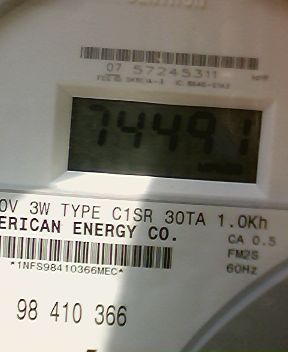 07 57245311
74491
0V 3W TYPE C1SR 30TA 1.0Kh
ERICAN ENERGY CO.
CA 0.5
*1NFS98410366MEC*
FM2S
60Hz
98 410 366